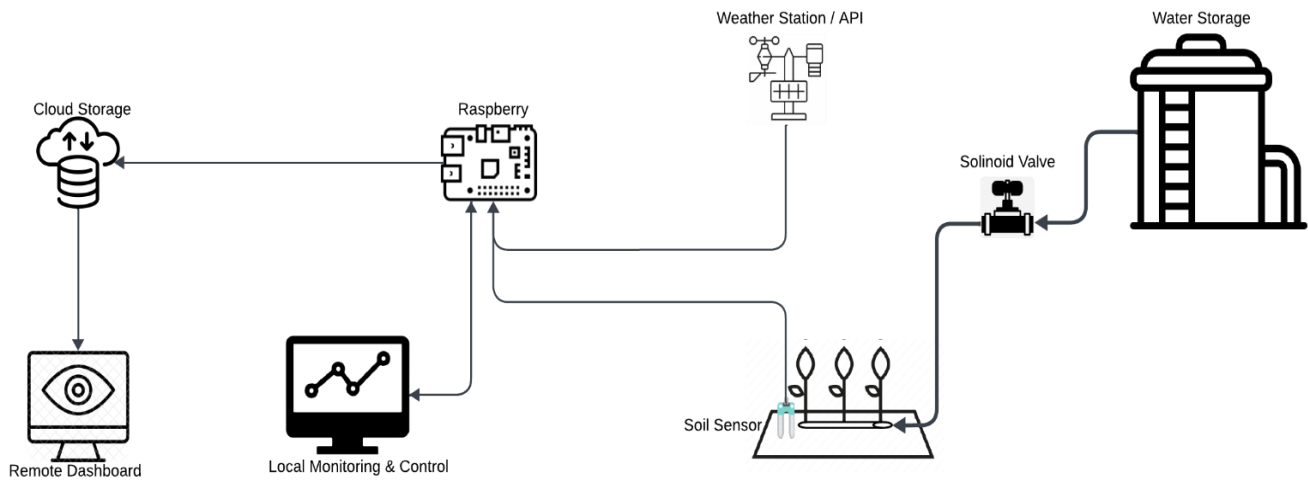 Weather Station / API
Water Storage
Cloud Storage
Raspberry
Solinoid Valve
Soil Sensor
Local Monitoring & Control
Remote Dashboard